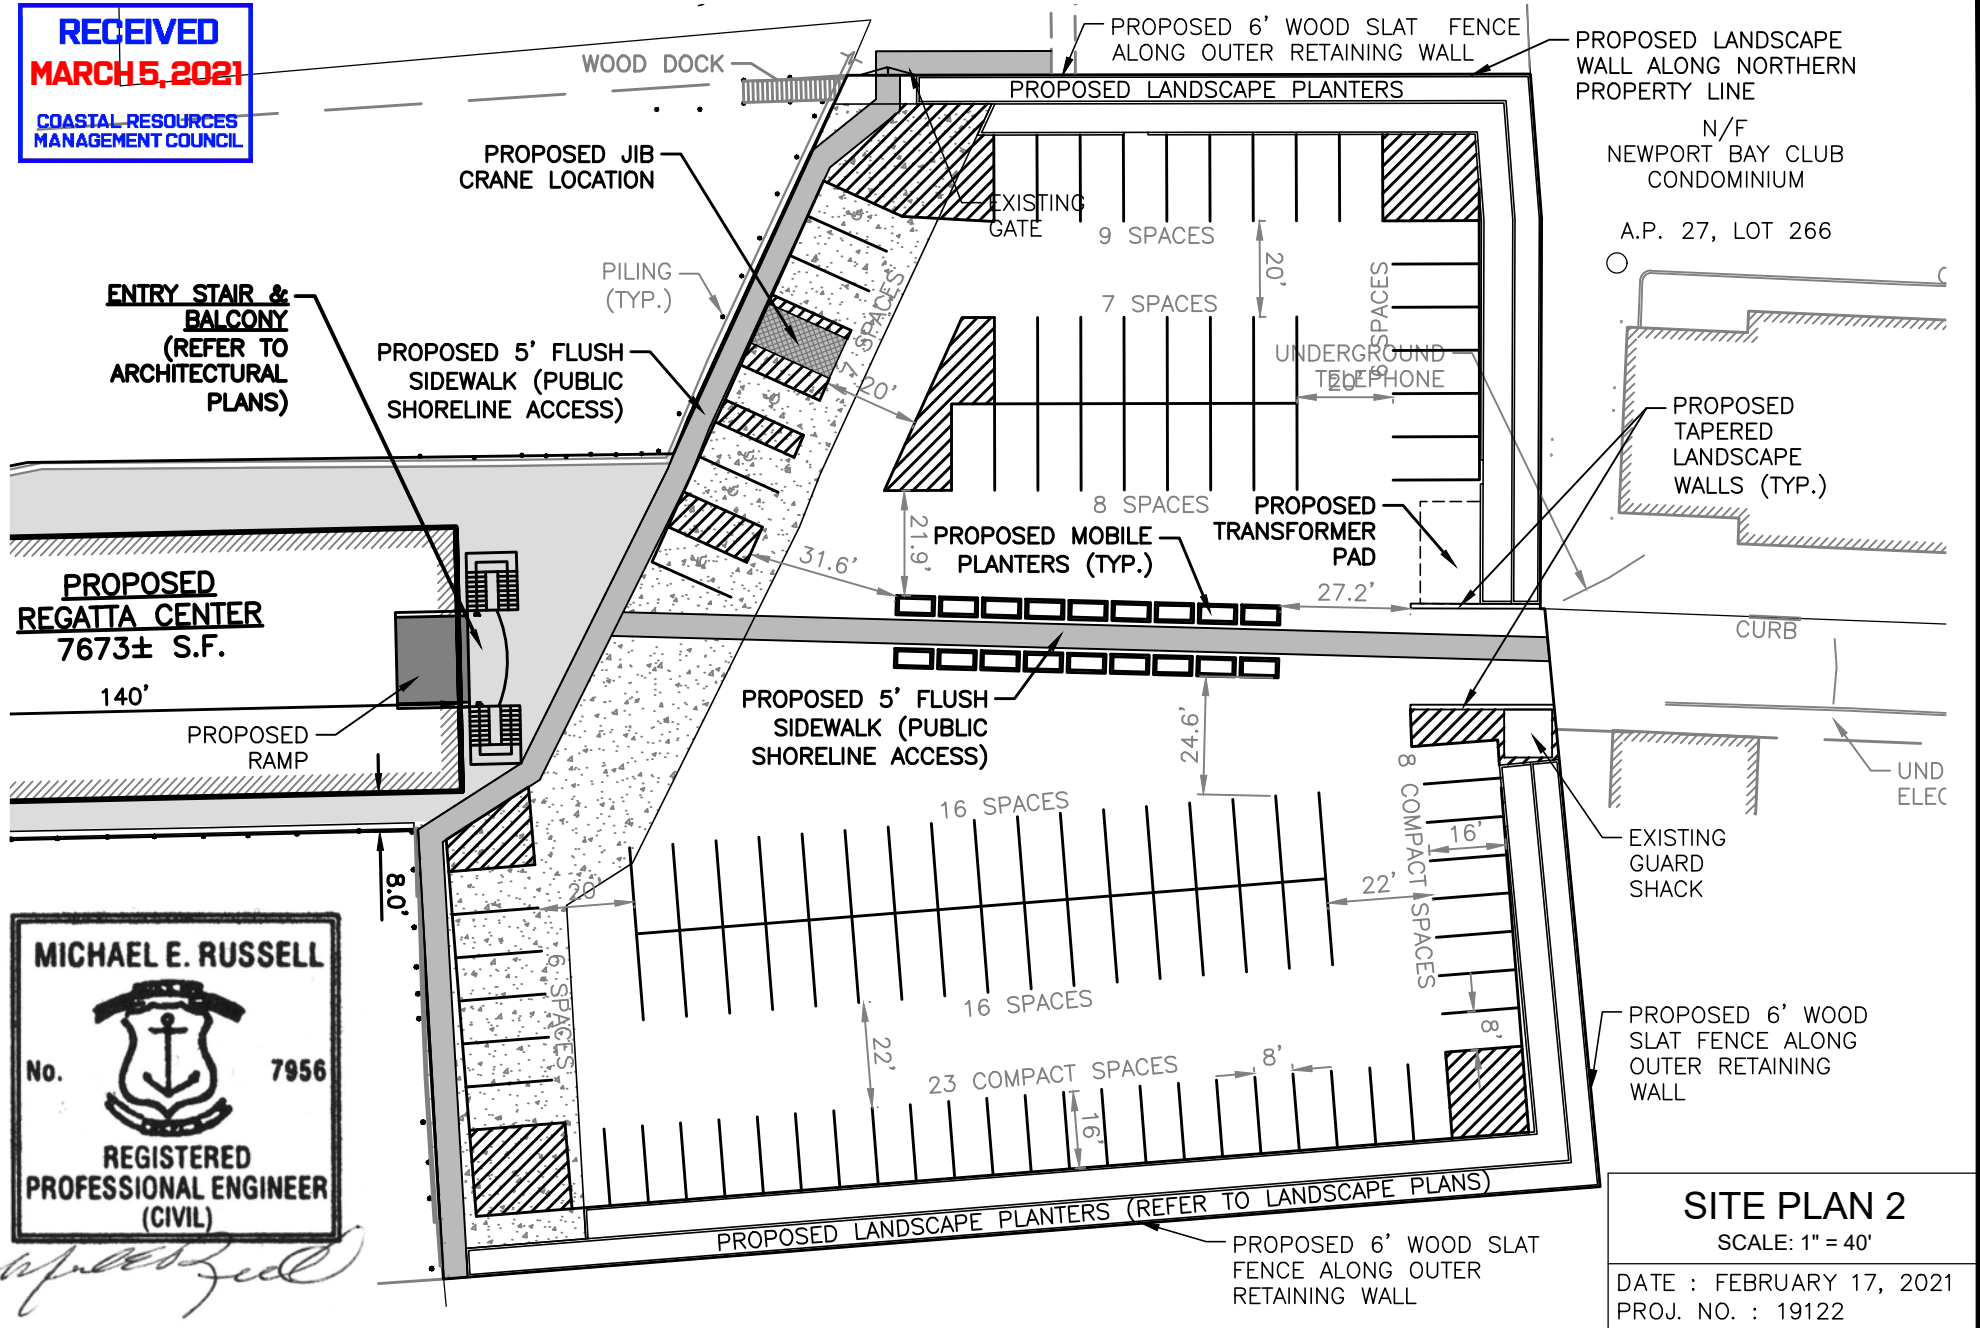 RECEIVED
MARCH 5, 2021
COASTAL RESOURCES
MANAGEMENT COUNCIL
WOOD DOCK
PROPOSED 6' WOOD SLAT FENCE
ALONG OUTER RETAINING WALL
PROPOSED LANDSCAPE
WALL ALONG NORTHERN
PROPERTY LINE
PROPOSED LANDSCAPE PLANTERS
N/F
NEWPORT BAY CLUB
CONDOMINIUM
A.P. 27, LOT 266
PROPOSED JIB
CRANE LOCATION
EXISTING
GATE
9 SPACES
20'
7 SPACES
6 SPACES
7 SPACES
PILING
(TYP.)
ENTRY STAIR &
BALCONY
(REFER TO
ARCHITECTURAL
PLANS)
PROPOSED 5' FLUSH
SIDEWALK (PUBLIC
SHORELINE ACCESS)
20'
UNDERGROUND
TELEPHONE
20'
PROPOSED
TAPERED
LANDSCAPE
WALLS (TYP.)
8 SPACES
PROPOSED
TRANSFORMER
PAD
21.9'
PROPOSED MOBILE
PLANTERS (TYP.)
31.6'
27.2'
PROPOSED
REGATTA CENTER
7673± S.F.
140'
PROPOSED
RAMP
8.0'
CURB
PROPOSED 5' FLUSH
SIDEWALK (PUBLIC
SHORELINE ACCESS)
24.6'
8 COMPACT SPACES
UND
ELEC
16 SPACES
16'
EXISTING
GUARD
SHACK
20'
22'
6 SPACES
16 SPACES
22'
8'
23 COMPACT SPACES
8'
16'
PROPOSED 6' WOOD
SLAT FENCE ALONG
OUTER RETAINING
WALL
MICHAEL E. RUSSELL
No. 7956
REGISTERED
PROFESSIONAL ENGINEER
(CIVIL)
PROPOSED LANDSCAPE PLANTERS (REFER TO LANDSCAPE PLANS)
PROPOSED 6' WOOD SLAT
FENCE ALONG OUTER
RETAINING WALL
SITE PLAN 2
SCALE: 1" = 40'
DATE : FEBRUARY 17, 2021
PROJ. NO. : 19122